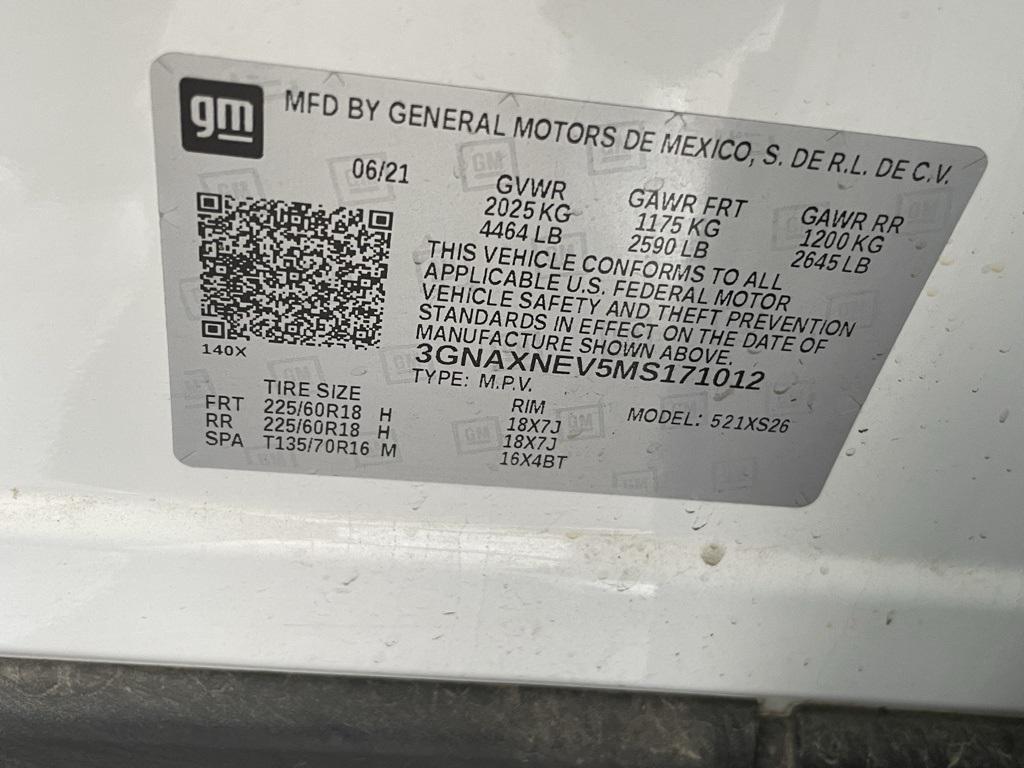 gm
MFD BY GENERAL MOTORS DE MEXICO, S. DE R.L. DE C.V.
06/21
GVWR GAWR FRT GAWR RR
2025 KG 1175 KG 1200 KG
4464 LB 2590 LB 2645 LB
THIS VEHICLE CONFORMS TO ALL
APPLICABLE U.S. FEDERAL MOTOR
VEHICLE SAFETY AND THEFT PREVENTION
STANDARDS IN EFFECT ON THE DATE OF
MANUFACTURE SHOWN ABOVE.
140X
3GNAXNEV5MS171012
TYPE: M.P.V.
MODEL: 521XS26
TIRE SIZE RIM
FRT 225/60R18 H 18X7J
RR 225/60R18 H 18X7J
SPA T135/70R16 M 16X4BT